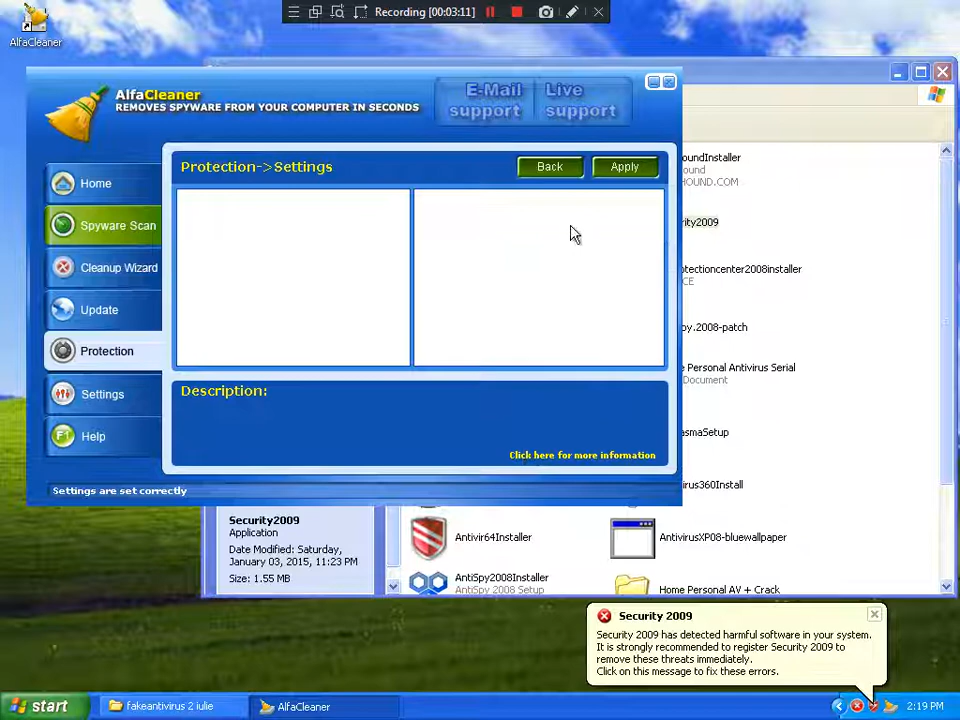 Recording [00:03:11]
AlfaCleaner
AlfaCleaner
REMOVES SPYWARE FROM YOUR COMPUTER IN SECONDS
E-Mail support
Live support
Protection->Settings
Back
Apply
Home
Spyware Scan
Cleanup Wizard
Update
Protection
Settings
F1
Help
Description:
Click here for more information
Settings are set correctly
oundInstaller
ound
HOUND.COM
rity2009
otectioncenter2008installer
CE
py.2008-patch
e Personal Antivirus Serial
Document
asmaSetup
irus360Install
Security2009
Application
Date Modified: Saturday,
January 03, 2015, 11:23 PM
Size: 1.55 MB
Antivir64Installer
AntivirusXP08-bluewallpaper
AntiSpy2008Installer
AntiSpy 2008 Setup
Home Personal AV + Crack
Security 2009
Security 2009 has detected harmful software in your system.
It is strongly recommended to register Security 2009 to
remove these threats immediately.
Click on this message to fix these errors.
start
fakeantivirus 2 iulie
AlfaCleaner
2:19 PM